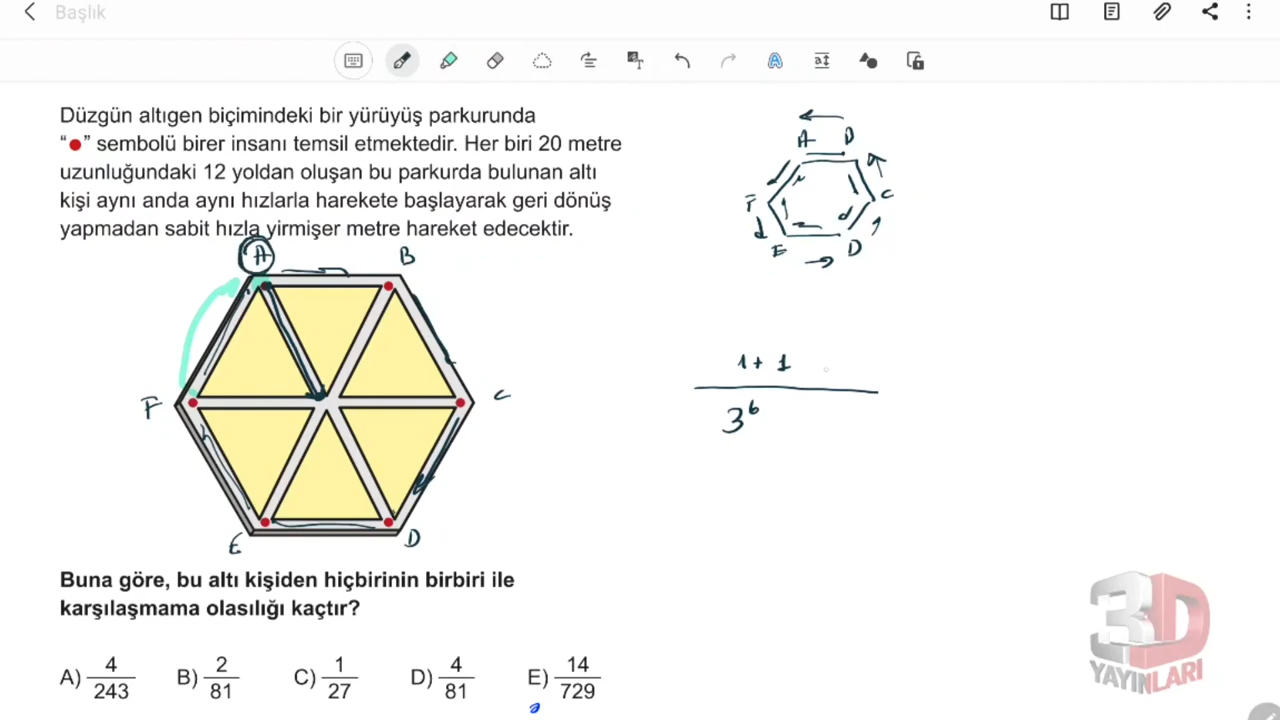 Başlık
Düzgün altıgen biçimindeki bir yürüyüş parkurunda
“●” sembolü birer insanı temsil etmektedir. Her biri 20 metre
uzunluğundaki 12 yoldan oluşan bu parkurda bulunan altı
kişi aynı anda aynı hızlarla harekete başlayarak geri dönüş
yapmadan sabit hızla yirmişer metre hareket edecektir.
A B
F C
E D
A D
F C
E D
1 + 1
3⁶
Buna göre, bu altı kişiden hiçbirinin birbiri ile
karşılaşmama olasılığı kaçtır?
A) 4/243 B) 2/81 C) 1/27 D) 4/81 E) 14/729
3D
YAYINLARI